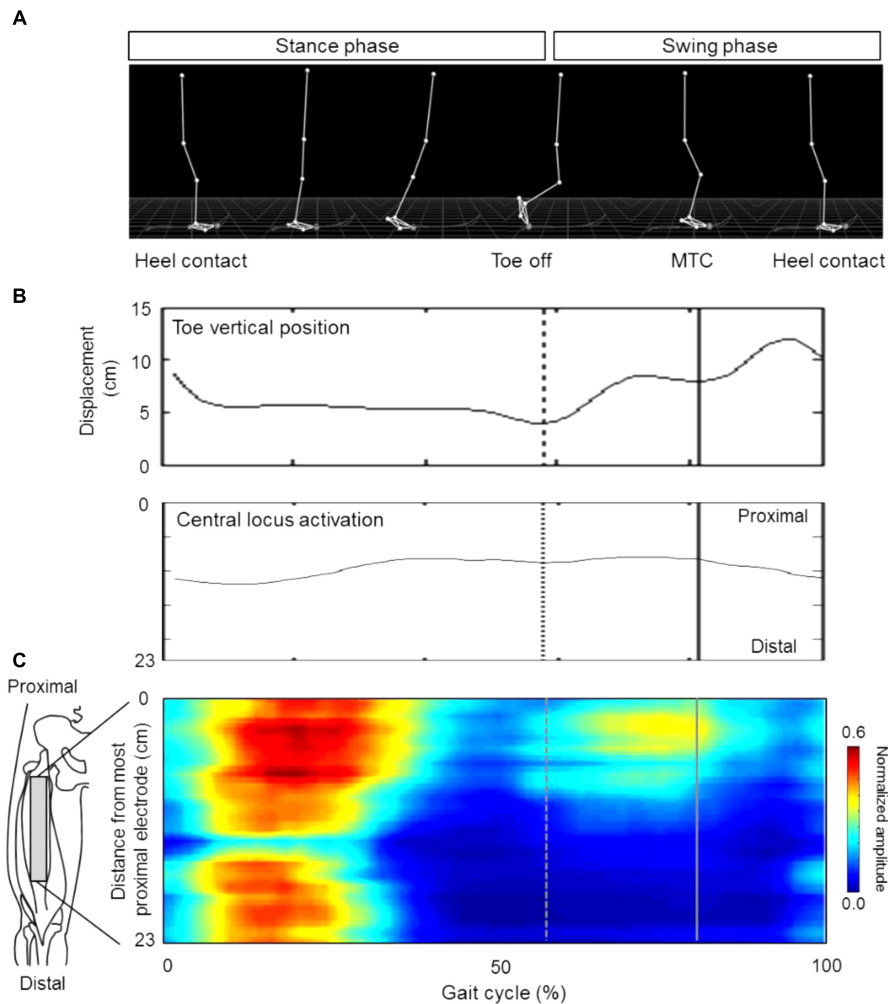 A
Stance phase
Swing phase
Heel contact
Toe off
MTC
Heel contact
B
Displacement
(cm)
15
10
5
0
Toe vertical position
0
23
Central locus activation
Proximal
Distal
C
Proximal
Distal
Distance from most
proximal electrode (cm)
0
23
0.6
0.0
Normalized amplitude
0
50
100
Gait cycle (%)